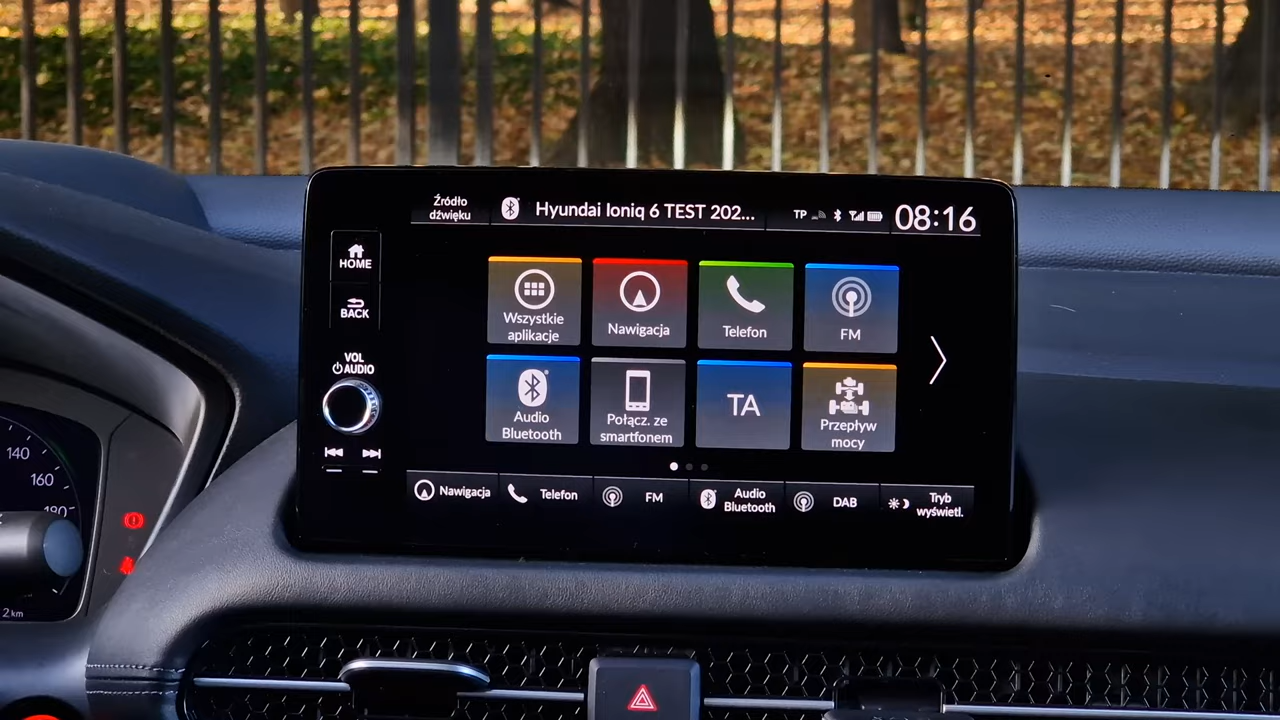 Źródło
dźwięku
Hyundai Ioniq 6 TEST 202...
TP
08:16
HOME
BACK
VOL
AUDIO
Wszystkie
aplikacje
Nawigacja
Telefon
FM
Audio
Bluetooth
Połącz. ze
smartfonem
TA
Przepływ
mocy
Nawigacja
Telefon
FM
Audio
Bluetooth
DAB
Tryb
wyświetl.
140
160
180
2 km